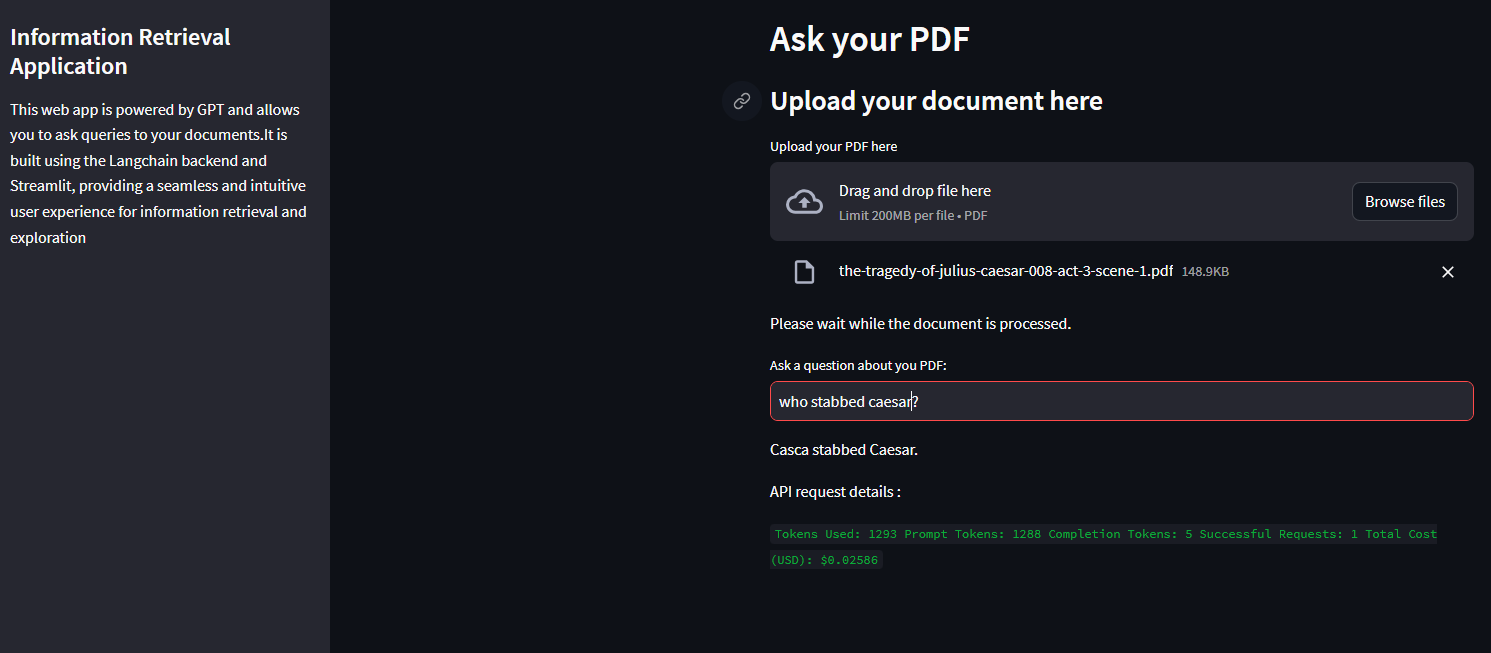 Information Retrieval
Application
This web app is powered by GPT and allows
you to ask queries to your documents.It is
built using the Langchain backend and
Streamlit, providing a seamless and intuitive
user experience for information retrieval and
exploration
Ask your PDF
Upload your document here
Upload your PDF here
Drag and drop file here
Limit 200MB per file • PDF
Browse files
the-tragedy-of-julius-caesar-008-act-3-scene-1.pdf 148.9KB
Please wait while the document is processed.
Ask a question about you PDF:
who stabbed caesar?
Casca stabbed Caesar.
API request details :
Tokens Used: 1293 Prompt Tokens: 1288 Completion Tokens: 5 Successful Requests: 1 Total Cost
(USD): $0.02586